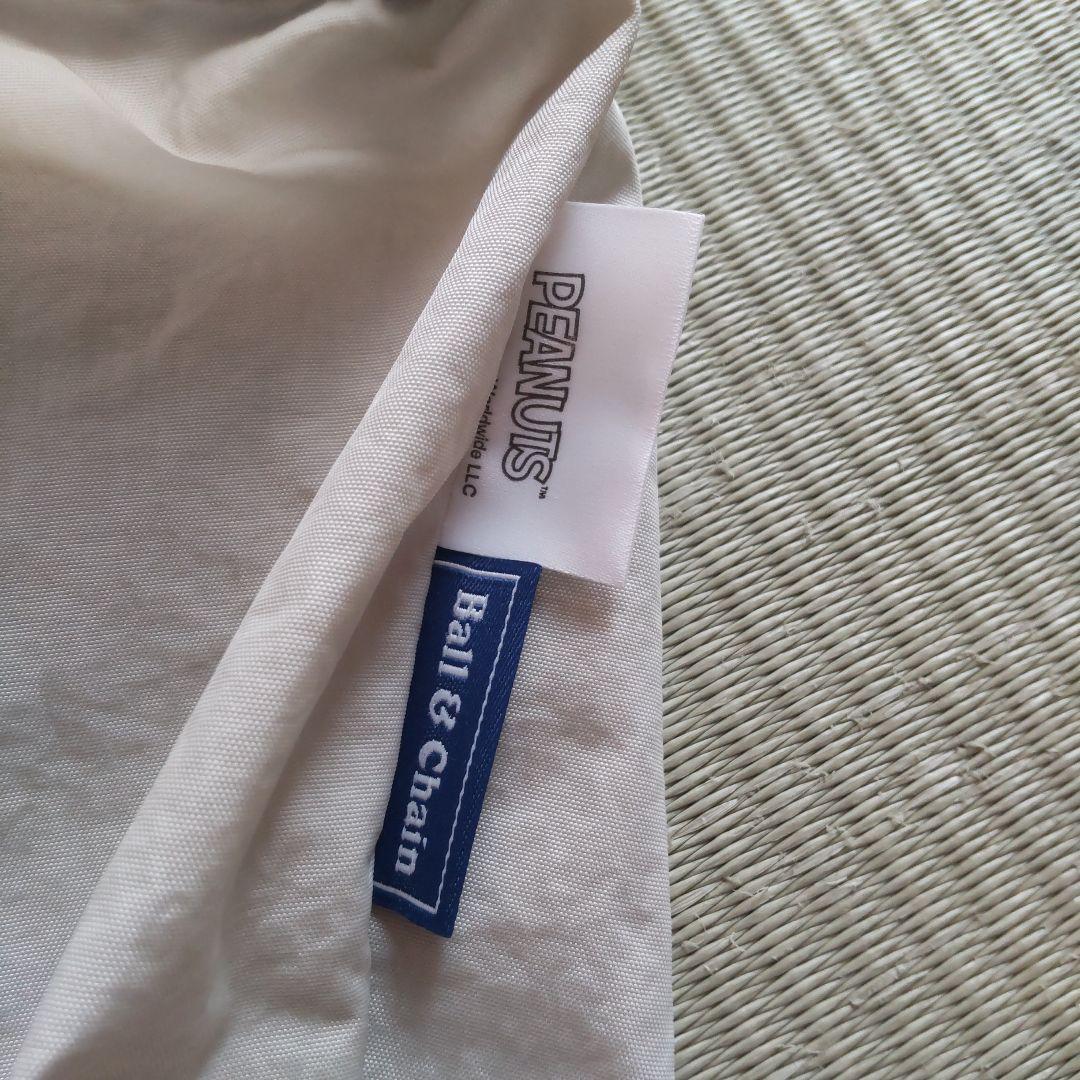 PEANUTS™
Worldwide LLC
Ball & Chain